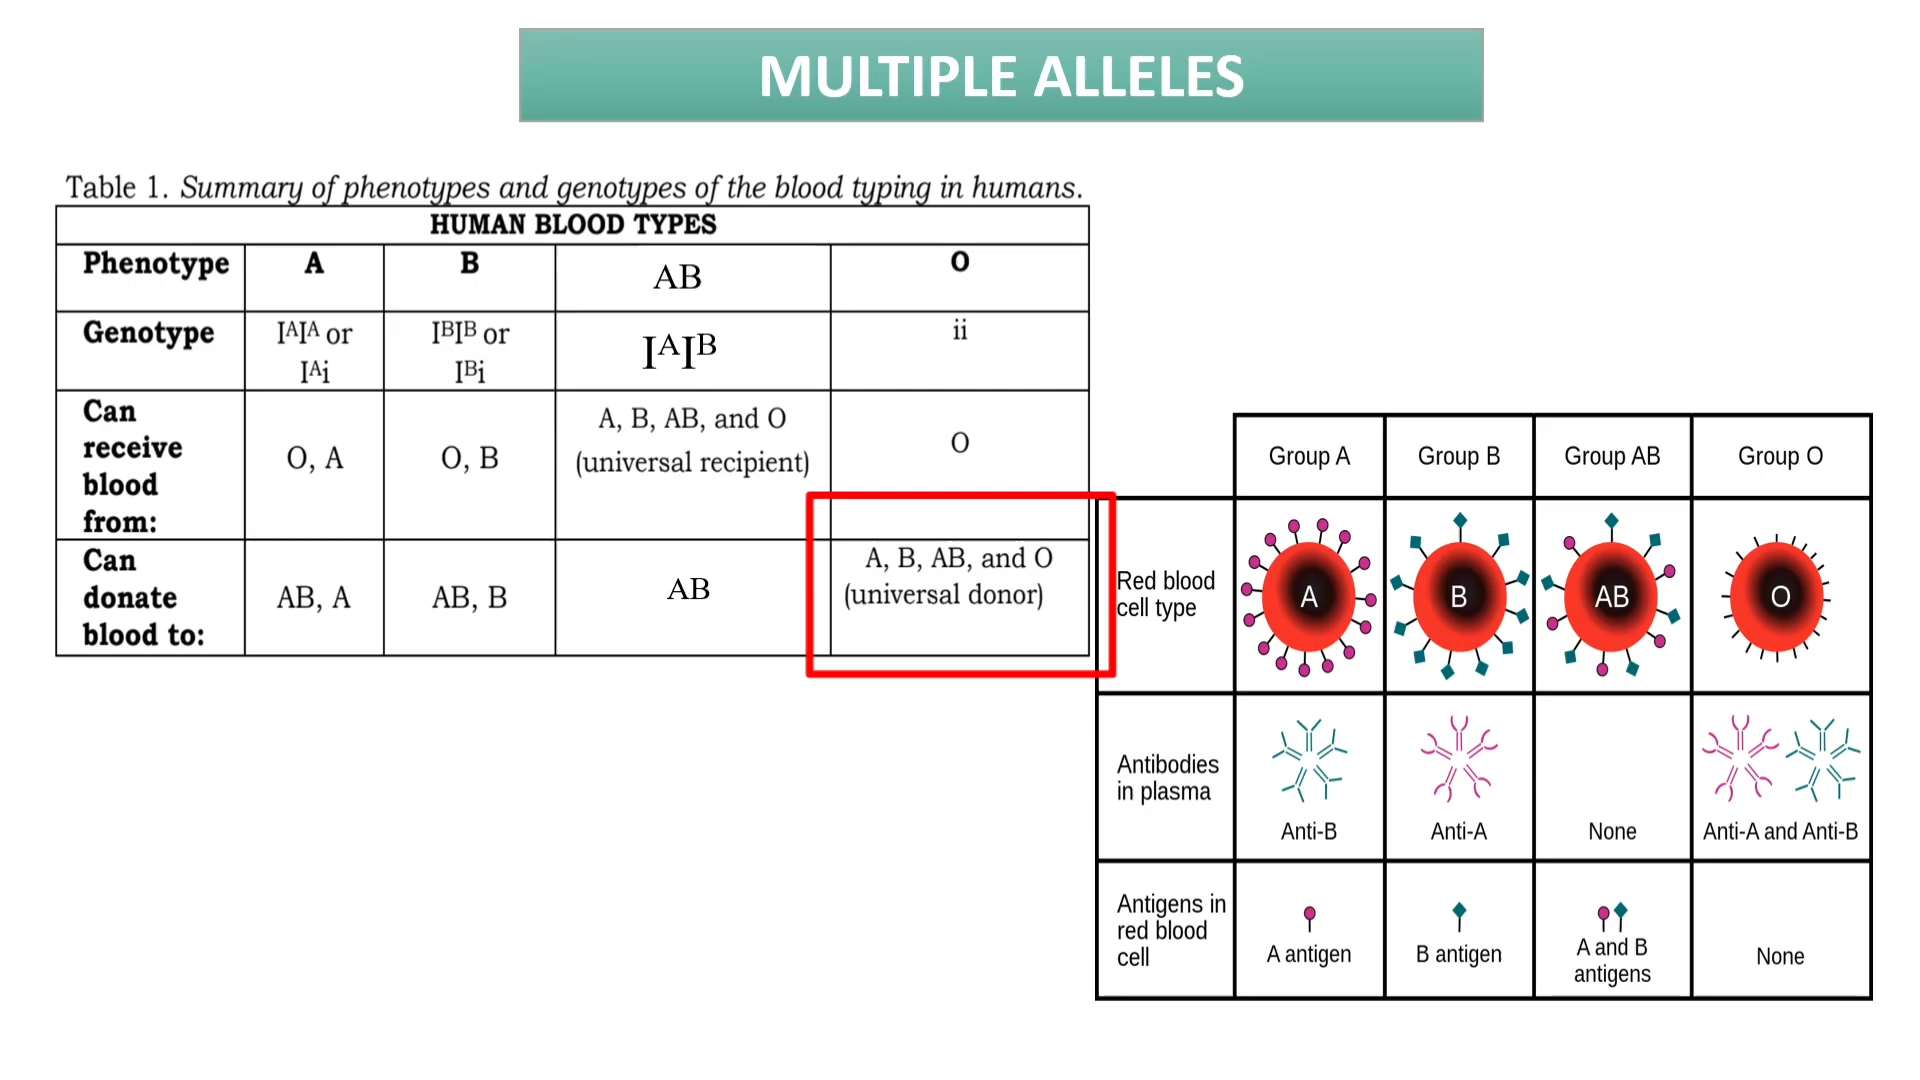 MULTIPLE ALLELES
Table 1. Summary of phenotypes and genotypes of the blood typing in humans.
HUMAN BLOOD TYPES
Phenotype A B AB O
Genotype IᴬIᴬ or Iᴬi IᴮIᴮ or Iᴮi IᴬIᴮ ii
Can receive blood from: O, A O, B A, B, AB, and O (universal recipient) O
Can donate blood to: AB, A AB, B AB A, B, AB, and O (universal donor)
Group A Group B Group AB Group O
Red blood cell type A B AB O
Antibodies in plasma Anti-B Anti-A None Anti-A and Anti-B
Antigens in red blood cell A antigen B antigen A and B antigens None